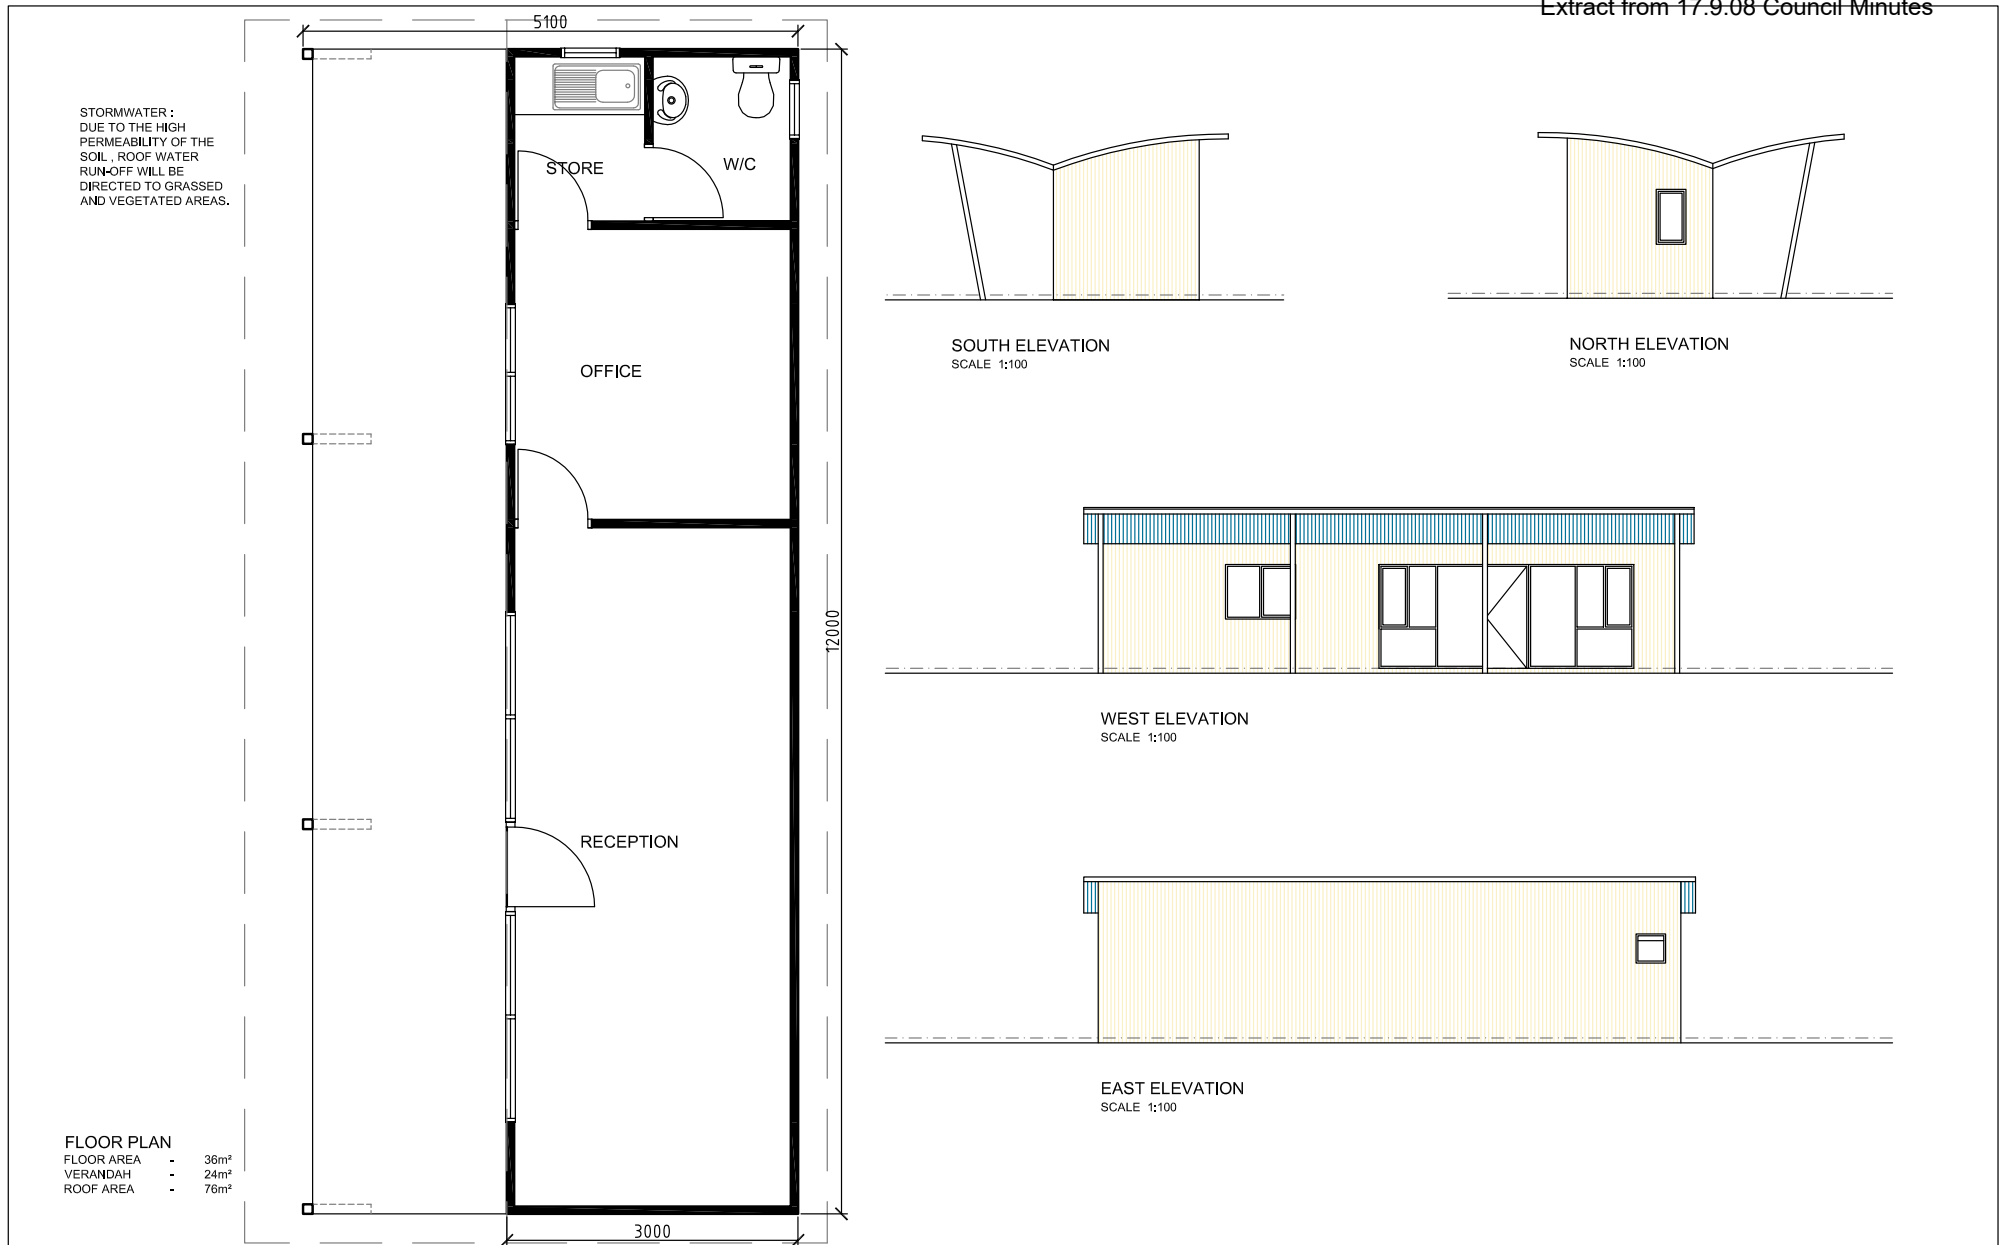 Extract from 17.9.08 Council Minutes
5100
STORMWATER :
DUE TO THE HIGH
PERMEABILITY OF THE
SOIL , ROOF WATER
RUN-OFF WILL BE
DIRECTED TO GRASSED
AND VEGETATED AREAS.
STORE
W/C
OFFICE
12000
RECEPTION
3000
FLOOR PLAN
FLOOR AREA - 36m²
VERANDAH - 24m²
ROOF AREA - 76m²
SOUTH ELEVATION
SCALE 1:100
NORTH ELEVATION
SCALE 1:100
WEST ELEVATION
SCALE 1:100
EAST ELEVATION
SCALE 1:100